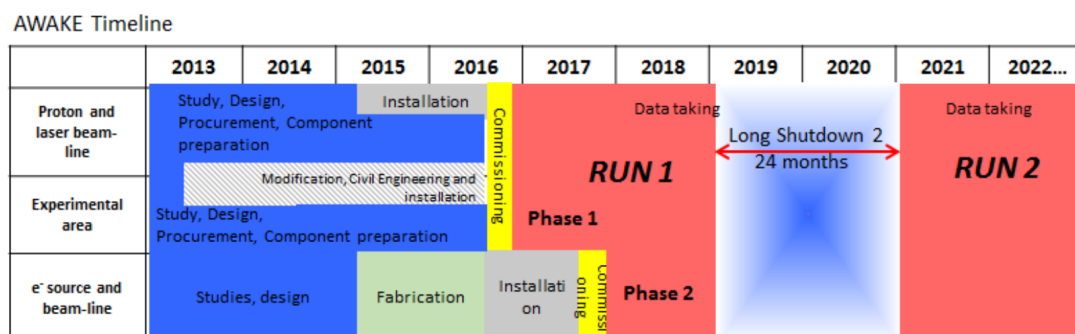 AWAKE Timeline
2013 2014 2015 2016 2017 2018 2019 2020 2021 2022...
Proton and
laser beam-
line
Study, Design,
Procurement, Component
preparation
Installation
Commissioning
Data taking
RUN 1
Long Shutdown 2
24 months
Data taking
RUN 2
Modification, Civil Engineering and
installation
Experimental
area
Study, Design,
Procurement, Component preparation
Phase 1
e- source and
beam-line
Studies, design
Fabrication
Installati
on
Commissi
oning
Phase 2